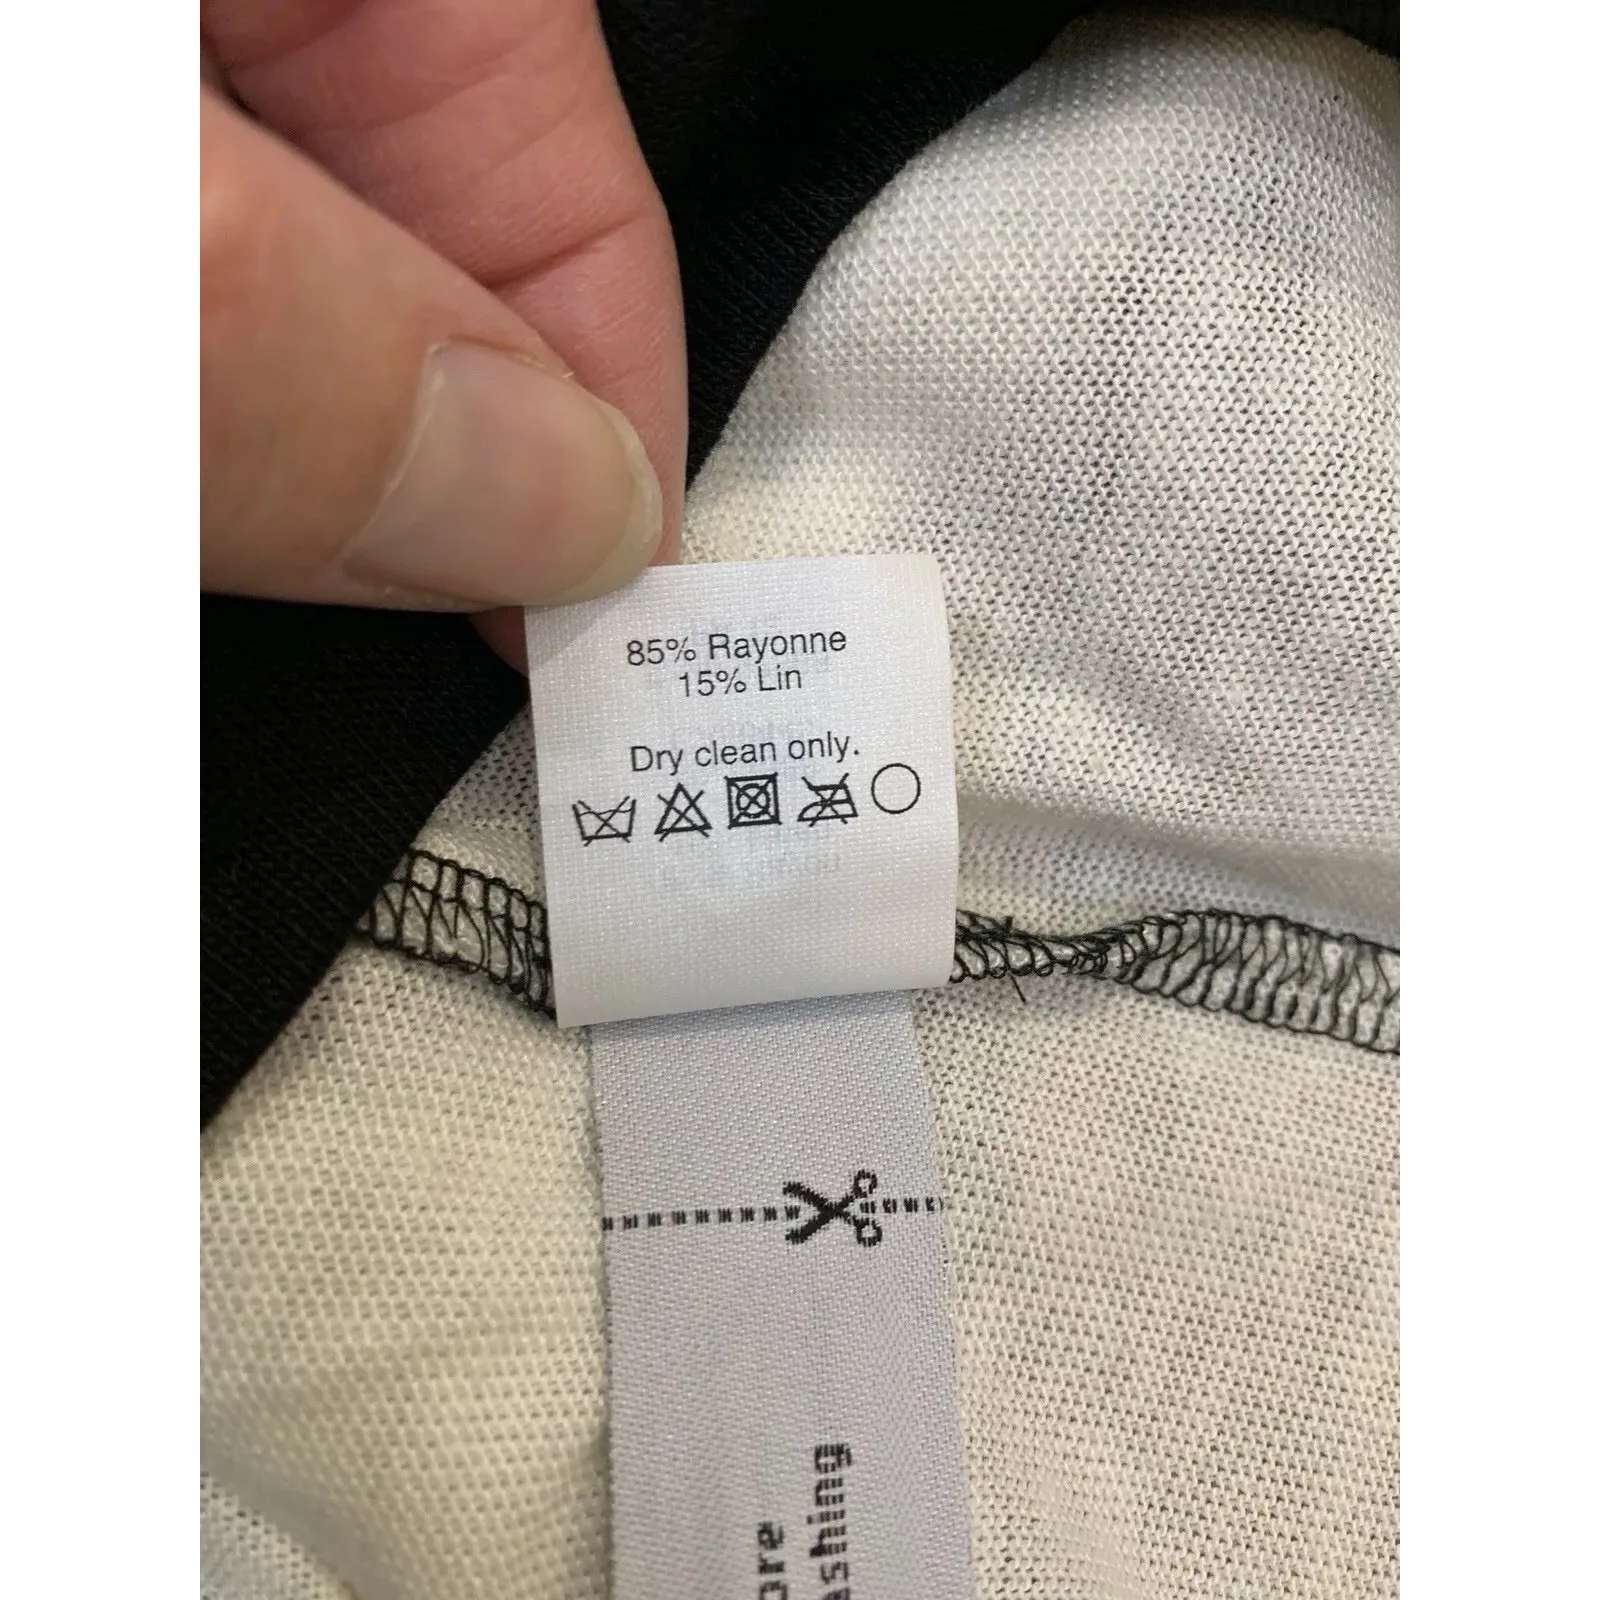 85% Rayonne
15% Lin
Dry clean only.